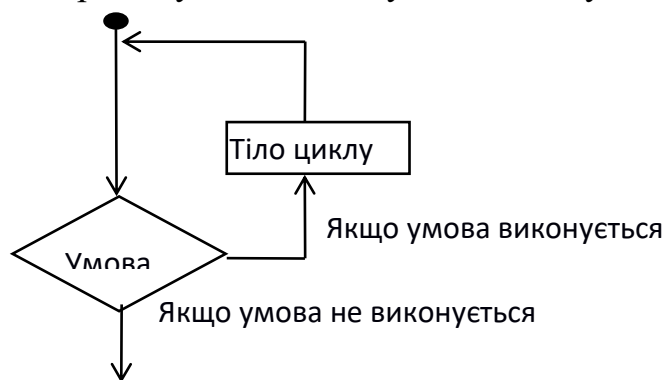 Тіло циклу
Якщо умова виконується
Умова
Якщо умова не виконується